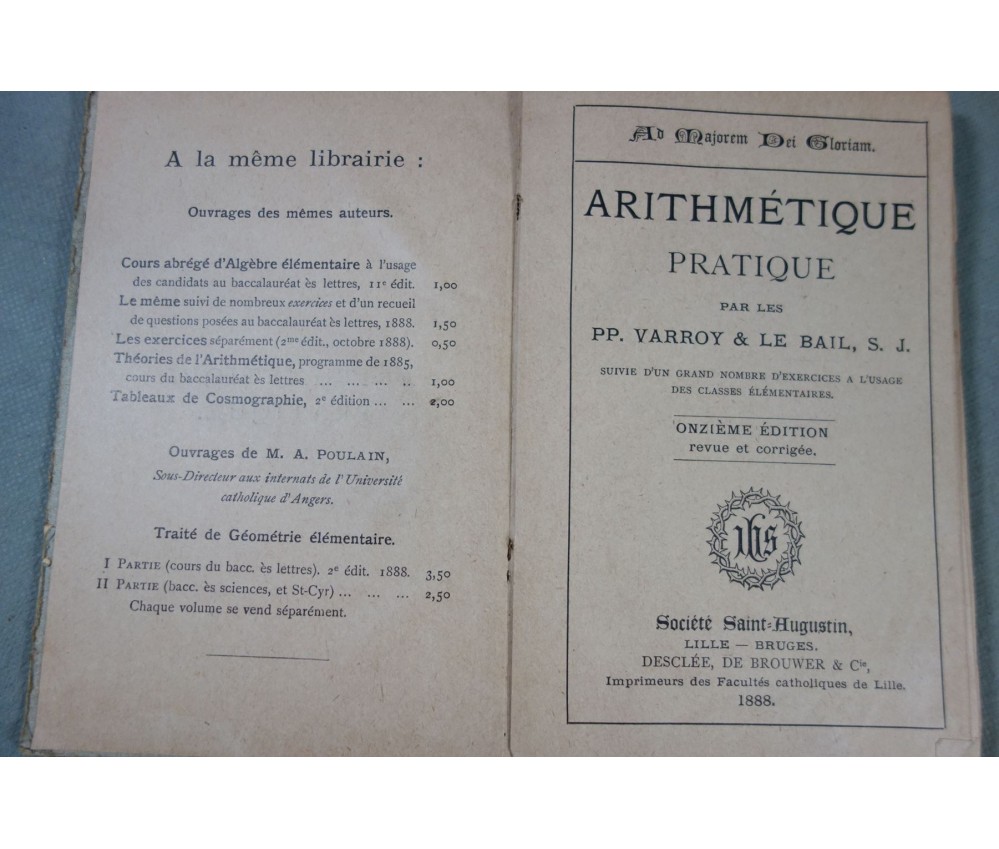 A la même librairie :
Ouvrages des mêmes auteurs.
Cours abrégé d'Algèbre élémentaire à l'usage
des candidats au baccalauréat ès lettres, 11e édit. 1,00
Le même suivi de nombreux exercices et d'un recueil
de questions posées au baccalauréat ès lettres, 1888. 1,50
Les exercices séparément (2me édit., octobre 1888). 0,50
Théories de l'Arithmétique, programme de 1885,
cours du baccalauréat ès lettres ... ... ... .. 1,00
Tableaux de Cosmographie, 2e édition ... ... 2,00
Ouvrages de M. A. POULAIN,
Sous-Directeur aux internats de l'Université
catholique d'Angers.
Traité de Géométrie élémentaire.
I PARTIE (cours du bacc. ès lettres). 2e édit. 1888. 3,50
II PARTIE (bacc. ès sciences, et St-Cyr) ... ... ... 2,50
Chaque volume se vend séparément.
Ad Majorem Dei Gloriam.
ARITHMÉTIQUE
PRATIQUE
PAR LES
PP. VARROY & LE BAIL, S. J.
SUIVIE D'UN GRAND NOMBRE D'EXERCICES A L'USAGE
DES CLASSES ÉLÉMENTAIRES.
ONZIÈME ÉDITION
revue et corrigée.
ihs
Société Saint-Augustin,
LILLE — BRUGES.
DESCLÉE, DE BROUWER & Cie,
Imprimeurs des Facultés catholiques de Lille.
1888.